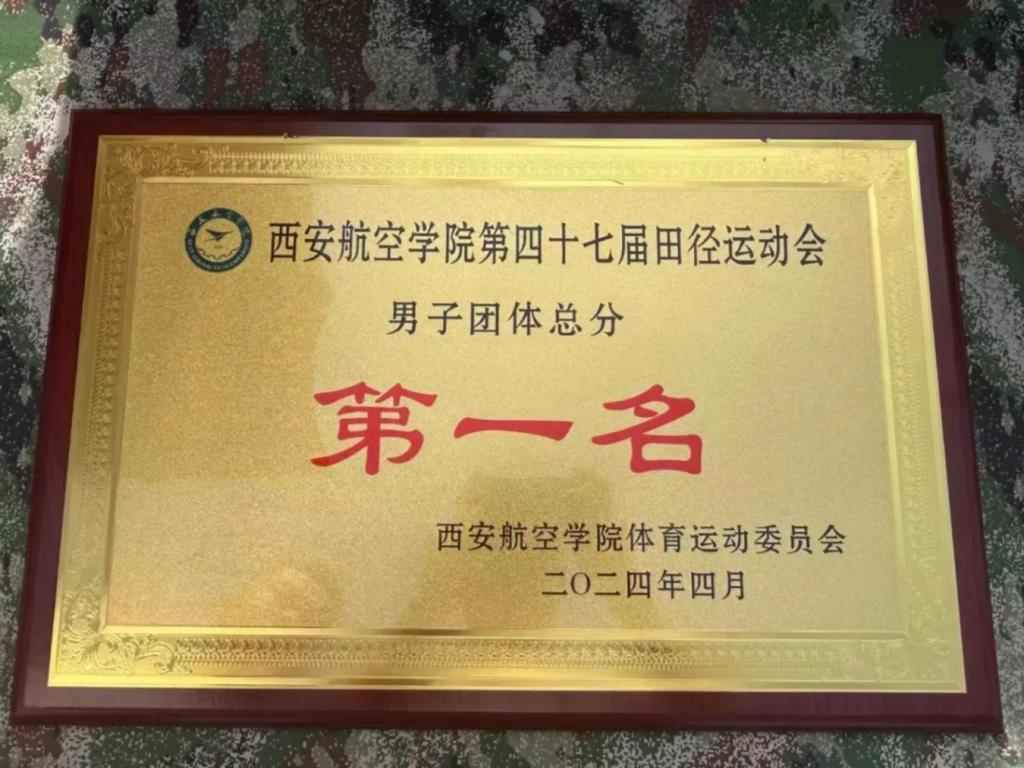 西安航空学院第四十七届田径运动会
男子团体总分
第一名
西安航空学院体育运动委员会
二〇二四年四月